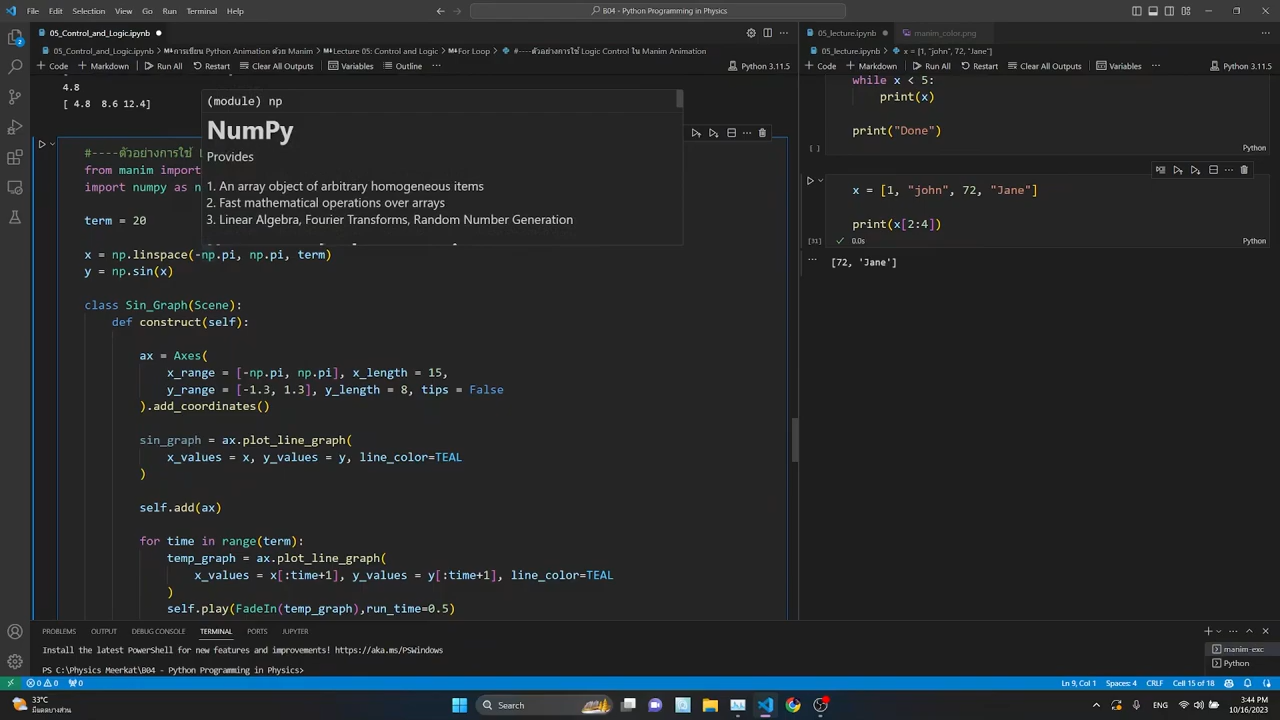 File Edit Selection View Go Run Terminal Help
B04 - Python Programming in Physics
05_Control_and_Logic.ipynb
05_lecture.ipynb
manim_color.png
05_Control_and_Logic.ipynb > การเขียน Python Animation ด้วย Manim > Lecture 05: Control and Logic > For Loop > #----ตัวอย่างการใช้ Logic Control ใน Manim Animation
05_lecture.ipynb > x = [1, "john", 72, "Jane"]
+ Code + Markdown Run All Restart Clear All Outputs Variables Outline ... Python 3.11.5
+ Code + Markdown Run All Restart Clear All Outputs Variables ... Python 3.11.5
4.8
[ 4.8 8.6 12.4]
(module) np
NumPy
Provides
1. An array object of arbitrary homogeneous items
2. Fast mathematical operations over arrays
3. Linear Algebra, Fourier Transforms, Random Number Generation
#----ตัวอย่างการใช้
from manim import
import numpy as n
term = 20
x = np.linspace(-np.pi, np.pi, term)
y = np.sin(x)
class Sin_Graph(Scene):
def construct(self):
ax = Axes(
x_range = [-np.pi, np.pi], x_length = 15,
y_range = [-1.3, 1.3], y_length = 8, tips = False
).add_coordinates()
sin_graph = ax.plot_line_graph(
x_values = x, y_values = y, line_color=TEAL
)
self.add(ax)
for time in range(term):
temp_graph = ax.plot_line_graph(
x_values = x[:time+1], y_values = y[:time+1], line_color=TEAL
)
self.play(FadeIn(temp_graph),run_time=0.5)
while x < 5:
print(x)
print("Done")
[ ]
Python
x = [1, "john", 72, "Jane"]
print(x[2:4])
[31]
0.0s
Python
[72, 'Jane']
PROBLEMS OUTPUT DEBUG CONSOLE TERMINAL PORTS JUPYTER
Install the latest PowerShell for new features and improvements! https://aka.ms/PSWindows
PS C:\Physics Meerkat\B04 - Python Programming in Physics>
manim-exc
Python
0 0 0 Ln 9, Col 1 Spaces: 4 CRLF Cell 15 of 18
33°C
มีแดดบางส่วน
Search
ENG
3:44 PM
10/16/2023